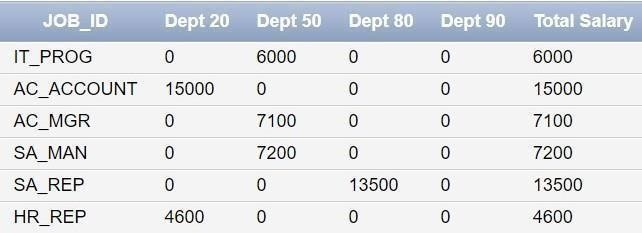 JOB_ID Dept 20 Dept 50 Dept 80 Dept 90 Total Salary
IT_PROG 0 6000 0 0 6000
AC_ACCOUNT 15000 0 0 0 15000
AC_MGR 0 7100 0 0 7100
SA_MAN 0 7200 0 0 7200
SA_REP 0 0 13500 0 13500
HR_REP 4600 0 0 0 4600